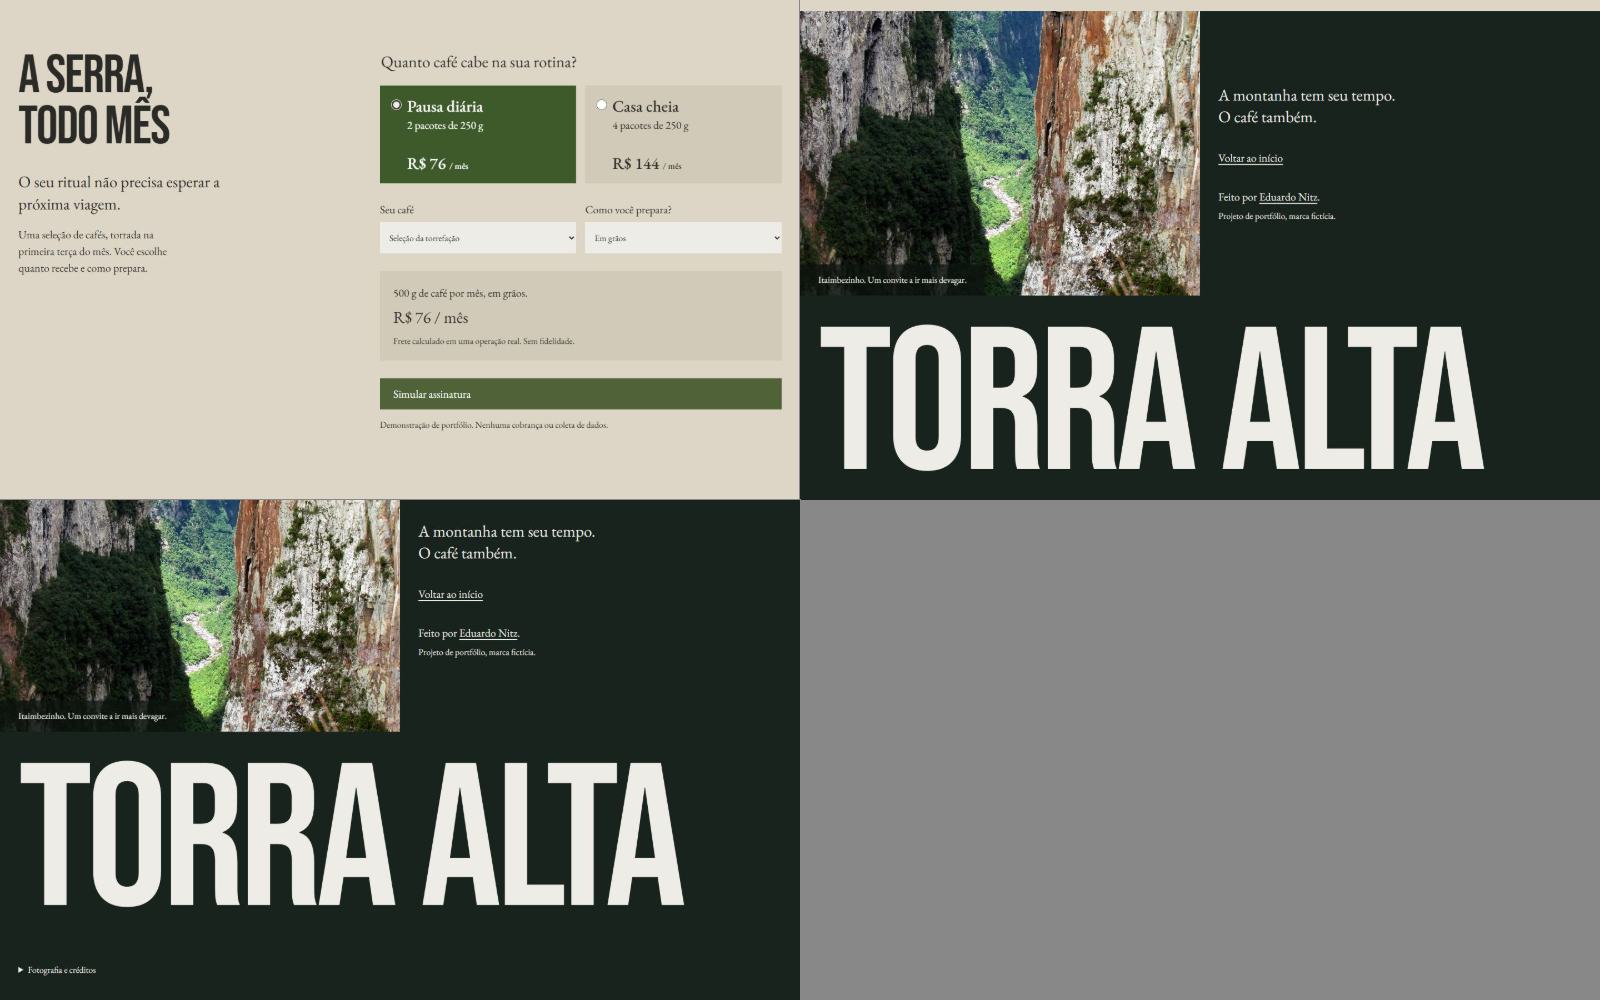 A SERRA,
TODO MÊS
O seu ritual não precisa esperar a
próxima viagem.
Uma seleção de cafés, torrada na
primeira terça do mês. Você escolhe
quanto recebe e como prepara.
Quanto café cabe na sua rotina?
Pausa diária
2 pacotes de 250 g
R$ 76 / mês
Casa cheia
4 pacotes de 250 g
R$ 144 / mês
Seu café
Seleção da torrefação
Como você prepara?
Em grãos
500 g de café por mês, em grãos.
R$ 76 / mês
Frete calculado em uma operação real. Sem fidelidade.
Simular assinatura
Demonstração de portfólio. Nenhuma cobrança ou coleta de dados.
Itaimbezinho. Um convite a ir mais devagar.
A montanha tem seu tempo.
O café também.
Voltar ao início
Feito por Eduardo Nitz.
Projeto de portfólio, marca fictícia.
TORRA ALTA
Itaimbezinho. Um convite a ir mais devagar.
A montanha tem seu tempo.
O café também.
Voltar ao início
Feito por Eduardo Nitz.
Projeto de portfólio, marca fictícia.
TORRA ALTA
Fotografia e créditos